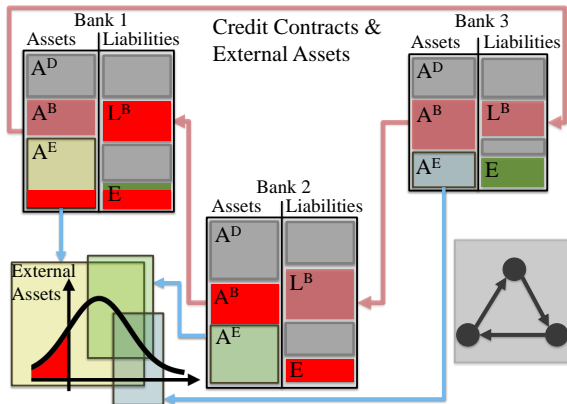 Bank 1
Assets Liabilities
A^D
A^B L^B
A^E
E
Credit Contracts &
External Assets
Bank 3
Assets Liabilities
A^D
A^B L^B
A^E E
Bank 2
Assets Liabilities
A^D
A^B L^B
A^E
E
External
Assets